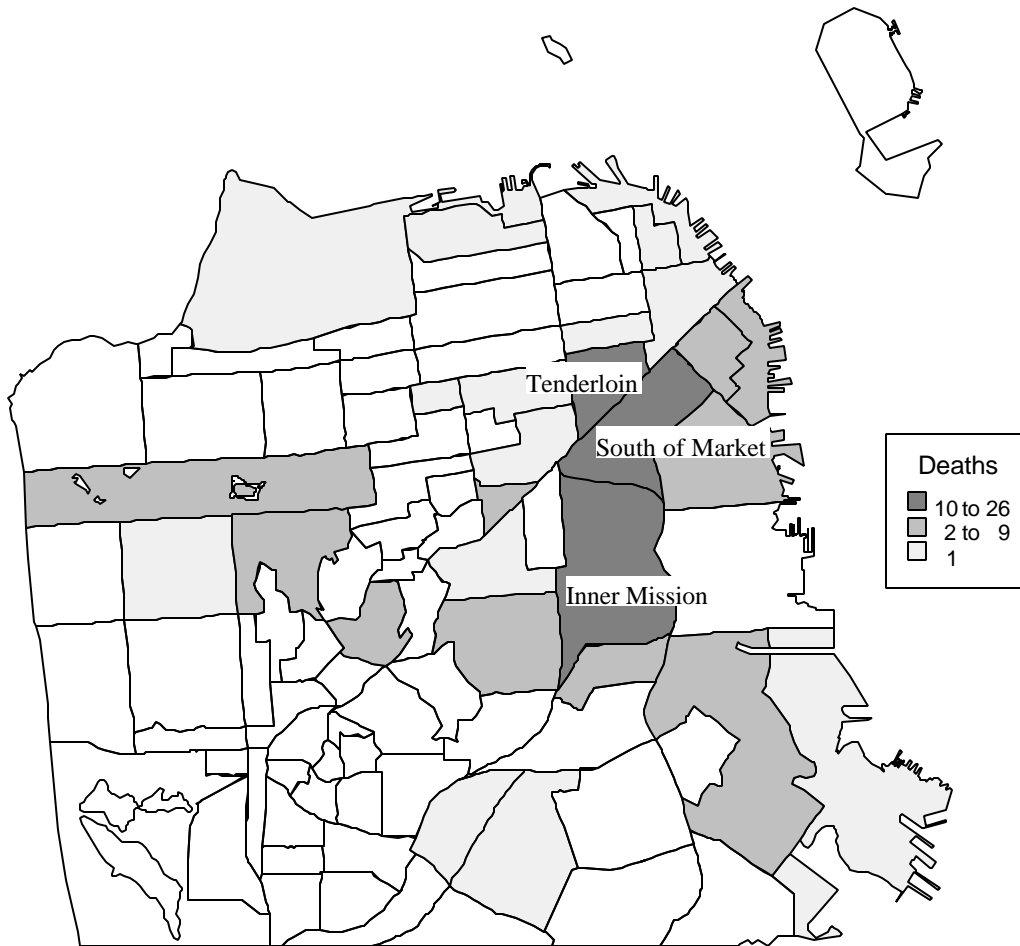 Tenderloin
South of Market
Inner Mission
Deaths
10 to 26
2 to 9
1